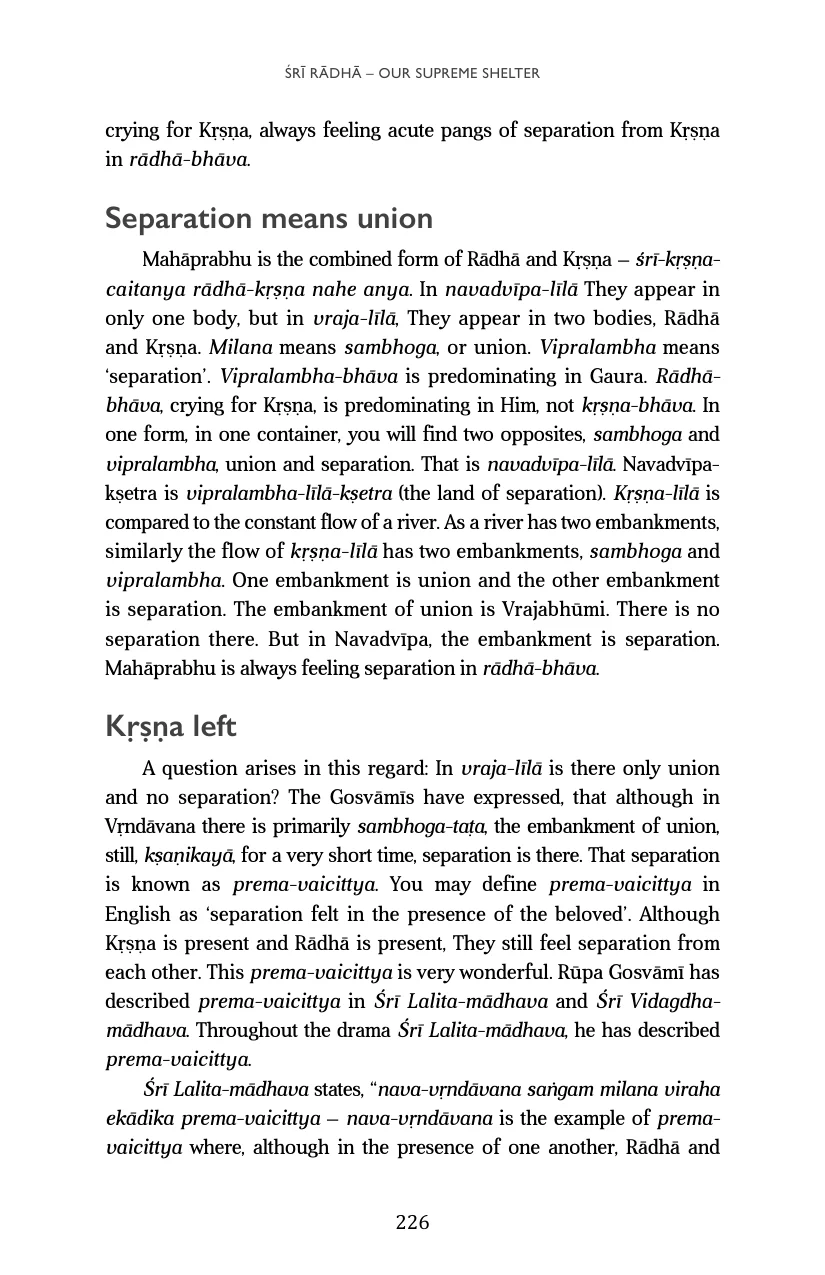 ŚRĪ RĀDHĀ – OUR SUPREME SHELTER
crying for Kṛṣṇa, always feeling acute pangs of separation from Kṛṣṇa
in rādhā-bhāva.
Separation means union
Mahāprabhu is the combined form of Rādhā and Kṛṣṇa – śrī-kṛṣṇa-
caitanya rādhā-kṛṣṇa nahe anya. In navadvīpa-līlā They appear in
only one body, but in vraja-līlā, They appear in two bodies, Rādhā
and Kṛṣṇa. Milana means sambhoga, or union. Vipralambha means
‘separation’. Vipralambha-bhāva is predominating in Gaura. Rādhā-
bhāva, crying for Kṛṣṇa, is predominating in Him, not kṛṣṇa-bhāva. In
one form, in one container, you will find two opposites, sambhoga and
vipralambha, union and separation. That is navadvīpa-līlā. Navadvīpa-
kṣetra is vipralambha-līlā-kṣetra (the land of separation). Kṛṣṇa-līlā is
compared to the constant flow of a river. As a river has two embankments,
similarly the flow of kṛṣṇa-līlā has two embankments, sambhoga and
vipralambha. One embankment is union and the other embankment
is separation. The embankment of union is Vrajabhūmi. There is no
separation there. But in Navadvīpa, the embankment is separation.
Mahāprabhu is always feeling separation in rādhā-bhāva.
Kṛṣṇa left
A question arises in this regard: In vraja-līlā is there only union
and no separation? The Gosvāmīs have expressed, that although in
Vṛndāvana there is primarily sambhoga-taṭa, the embankment of union,
still, kṣaṇikayā, for a very short time, separation is there. That separation
is known as prema-vaicittya. You may define prema-vaicittya in
English as ‘separation felt in the presence of the beloved’. Although
Kṛṣṇa is present and Rādhā is present, They still feel separation from
each other. This prema-vaicittya is very wonderful. Rūpa Gosvāmī has
described prema-vaicittya in Śrī Lalita-mādhava and Śrī Vidagdha-
mādhava. Throughout the drama Śrī Lalita-mādhava, he has described
prema-vaicittya.
Śrī Lalita-mādhava states, “nava-vṛndāvana saṅgam milana viraha
ekādika prema-vaicittya – nava-vṛndāvana is the example of prema-
vaicittya where, although in the presence of one another, Rādhā and
226